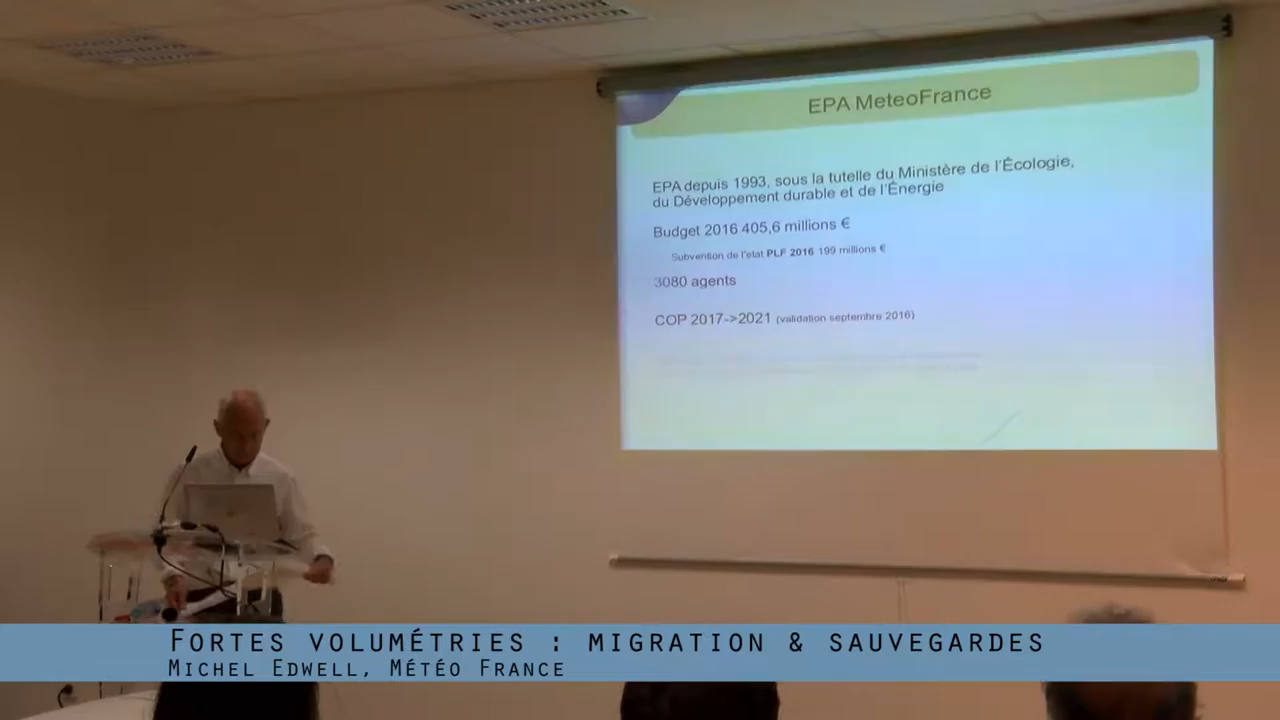 EPA MeteoFrance
EPA depuis 1993, sous la tutelle du Ministère de l'Écologie,
du Développement durable et de l'Énergie
Budget 2016 405,6 millions €
Subvention de l'etat PLF 2016 199 millions €
3080 agents
COP 2017->2021 (validation septembre 2016)
FORTES VOLUMÉTRIES : MIGRATION & SAUVEGARDES
MICHEL EDWELL, MÉTÉO FRANCE